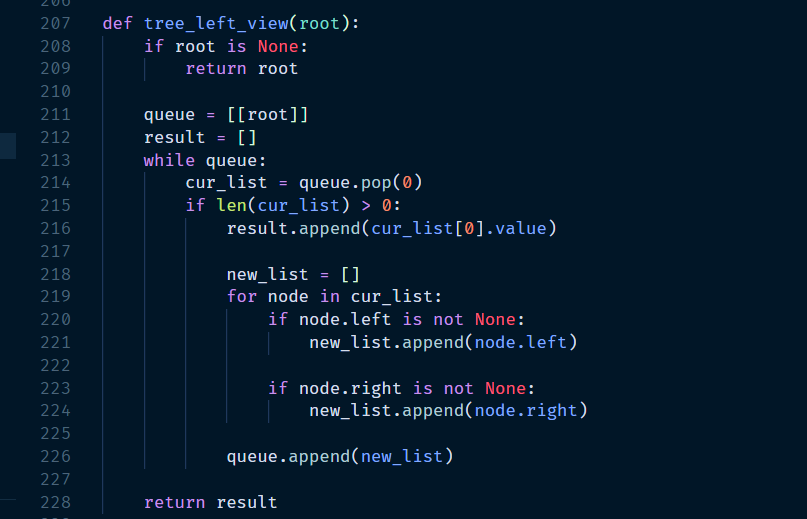 207 def tree_left_view(root):
208     if root is None:
209         return root
210
211     queue = [[root]]
212     result = []
213     while queue:
214         cur_list = queue.pop(0)
215         if len(cur_list) > 0:
216             result.append(cur_list[0].value)
217
218             new_list = []
219             for node in cur_list:
220                 if node.left is not None:
221                     new_list.append(node.left)
222
223                 if node.right is not None:
224                     new_list.append(node.right)
225
226             queue.append(new_list)
227
228     return result